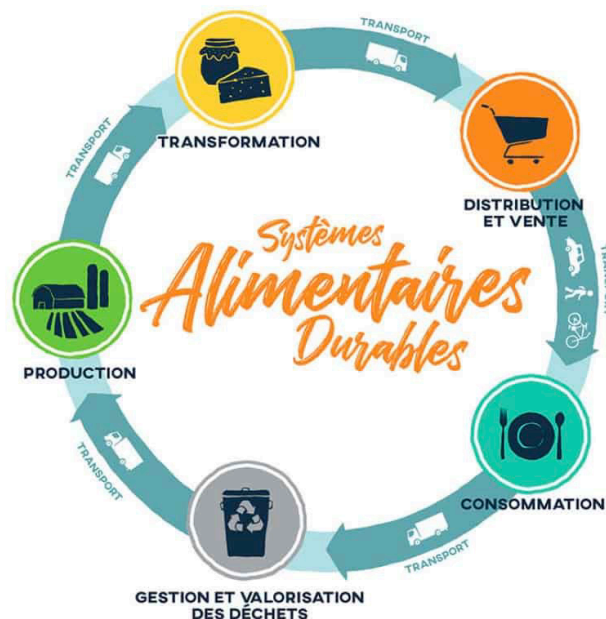 TRANSPORT
TRANSFORMATION
TRANSPORT
DISTRIBUTION
ET VENTE
Systèmes
Alimentaires
Durables
PRODUCTION
CONSOMMATION
TRANSPORT
TRANSPORT
GESTION ET VALORISATION
DES DÉCHETS